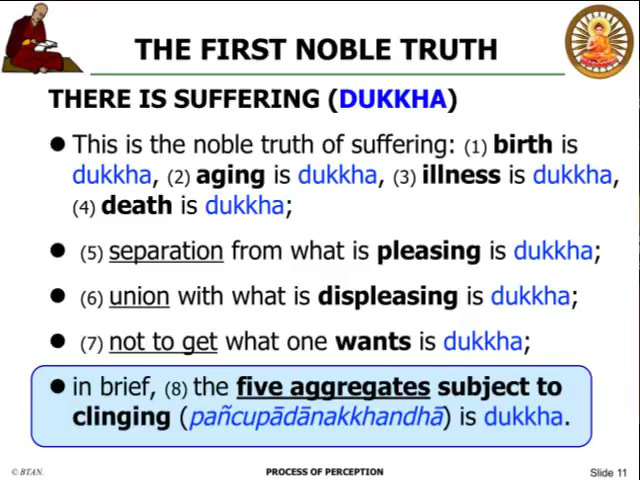 THE FIRST NOBLE TRUTH
THERE IS SUFFERING (DUKKHA)
● This is the noble truth of suffering: (1) birth is
dukkha, (2) aging is dukkha, (3) illness is dukkha,
(4) death is dukkha;
● (5) separation from what is pleasing is dukkha;
● (6) union with what is displeasing is dukkha;
● (7) not to get what one wants is dukkha;
● in brief, (8) the five aggregates subject to
clinging (pañcupādānakkhandhā) is dukkha.
© BTAN. PROCESS OF PERCEPTION Slide 11